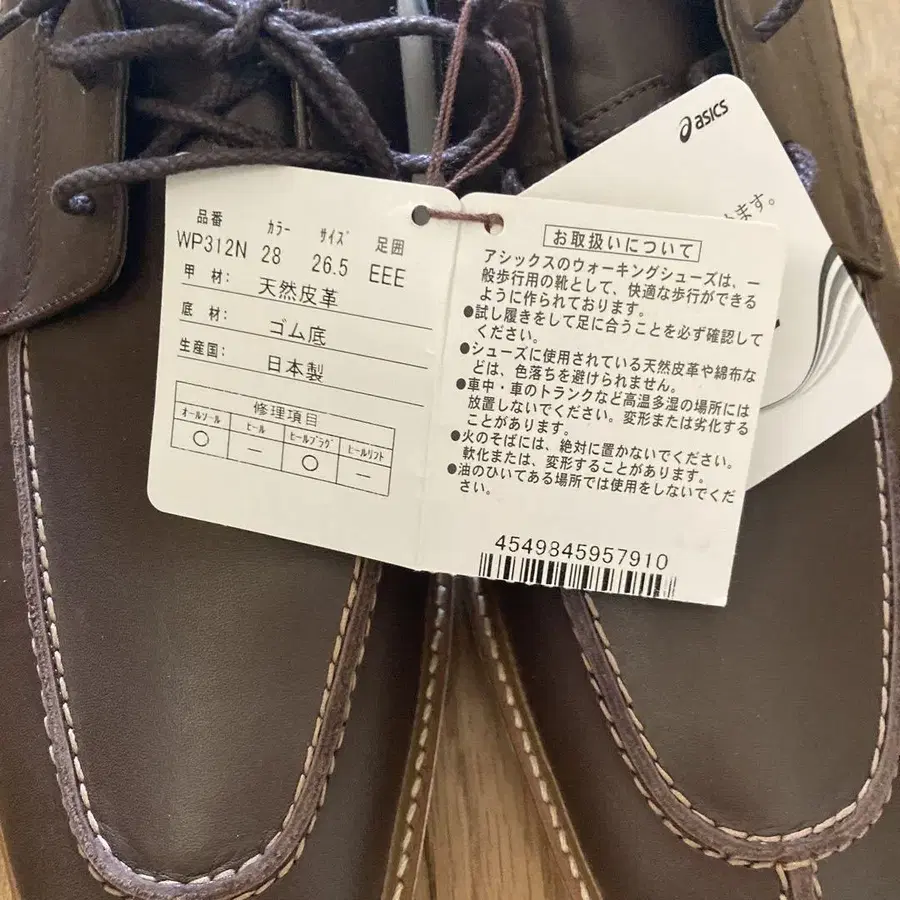 品番 カラー サイズ 足囲
WP312N 28 26.5 EEE
甲材: 天然皮革
底材: ゴム底
生産国: 日本製
修理項目
オールソール ヒール ヒールプラグ ヒールリフト
○ － ○ －
お取扱いについて
アシックスのウォーキングシューズは、一
般歩行用の靴として、快適な歩行ができる
ように作られております。
●試し履きをして足に合うことを必ず確認して
ください。
●シューズに使用されている天然皮革や綿布な
どは、色落ちを避けられません。
●車中・車のトランクなど高温多湿の場所には
放置しないでください。変形または劣化する
ことがあります。
●火のそばには、絶対に置かないでください。
軟化または、変形することがあります。
●油のひいてある場所では使用をしないでくだ
さい。
4549845957910
asics
ます。